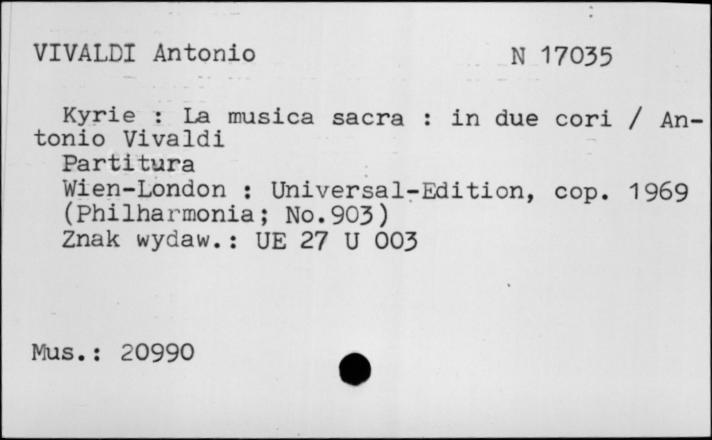 VIVALDI Antonio N 17035
Kyrie : La musica sacra : in due cori / An-
tonio Vivaldi
Partitura
Wien-London : Universal-Edition, cop. 1969
(Philharmonia; No.903)
Znak wydaw.: UE 27 U 003
Mus.: 20990